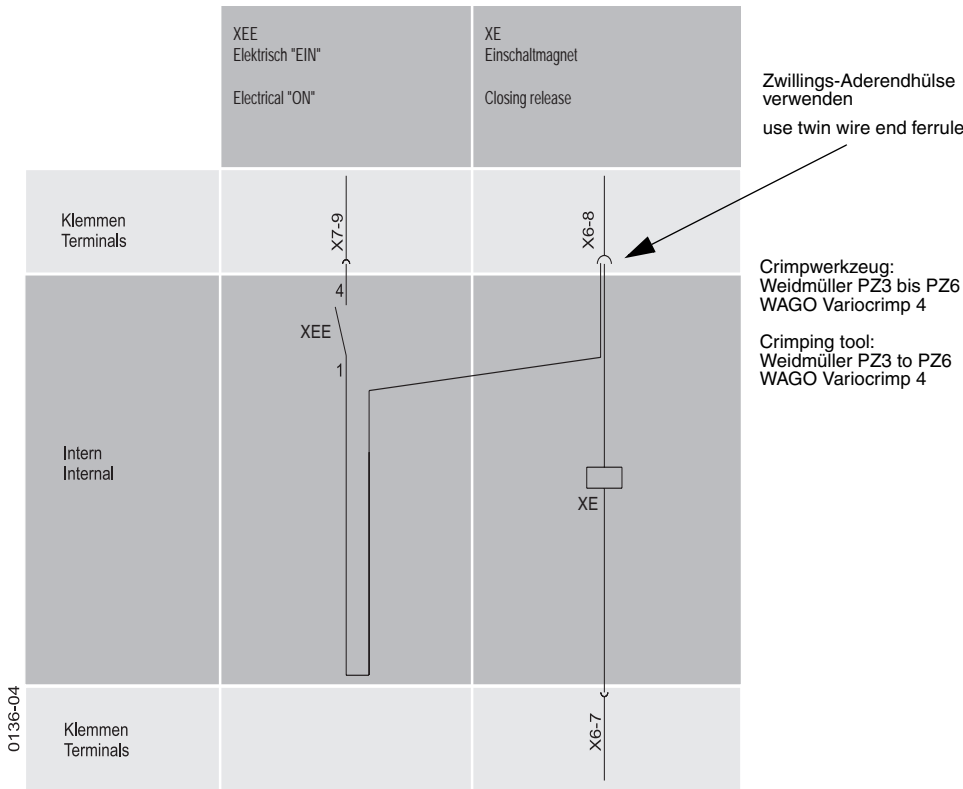 XEE
Elektrisch "EIN"
Electrical "ON"
XE
Einschaltmagnet
Closing release
Zwillings-Aderendhülse
verwenden
use twin wire end ferrule
Klemmen
Terminals
X7-9
X6-8
Crimpwerkzeug:
Weidmüller PZ3 bis PZ6
WAGO Variocrimp 4
Crimping tool:
Weidmüller PZ3 to PZ6
WAGO Variocrimp 4
4
XEE
1
Intern
Internal
XE
0136-04
Klemmen
Terminals
X6-7